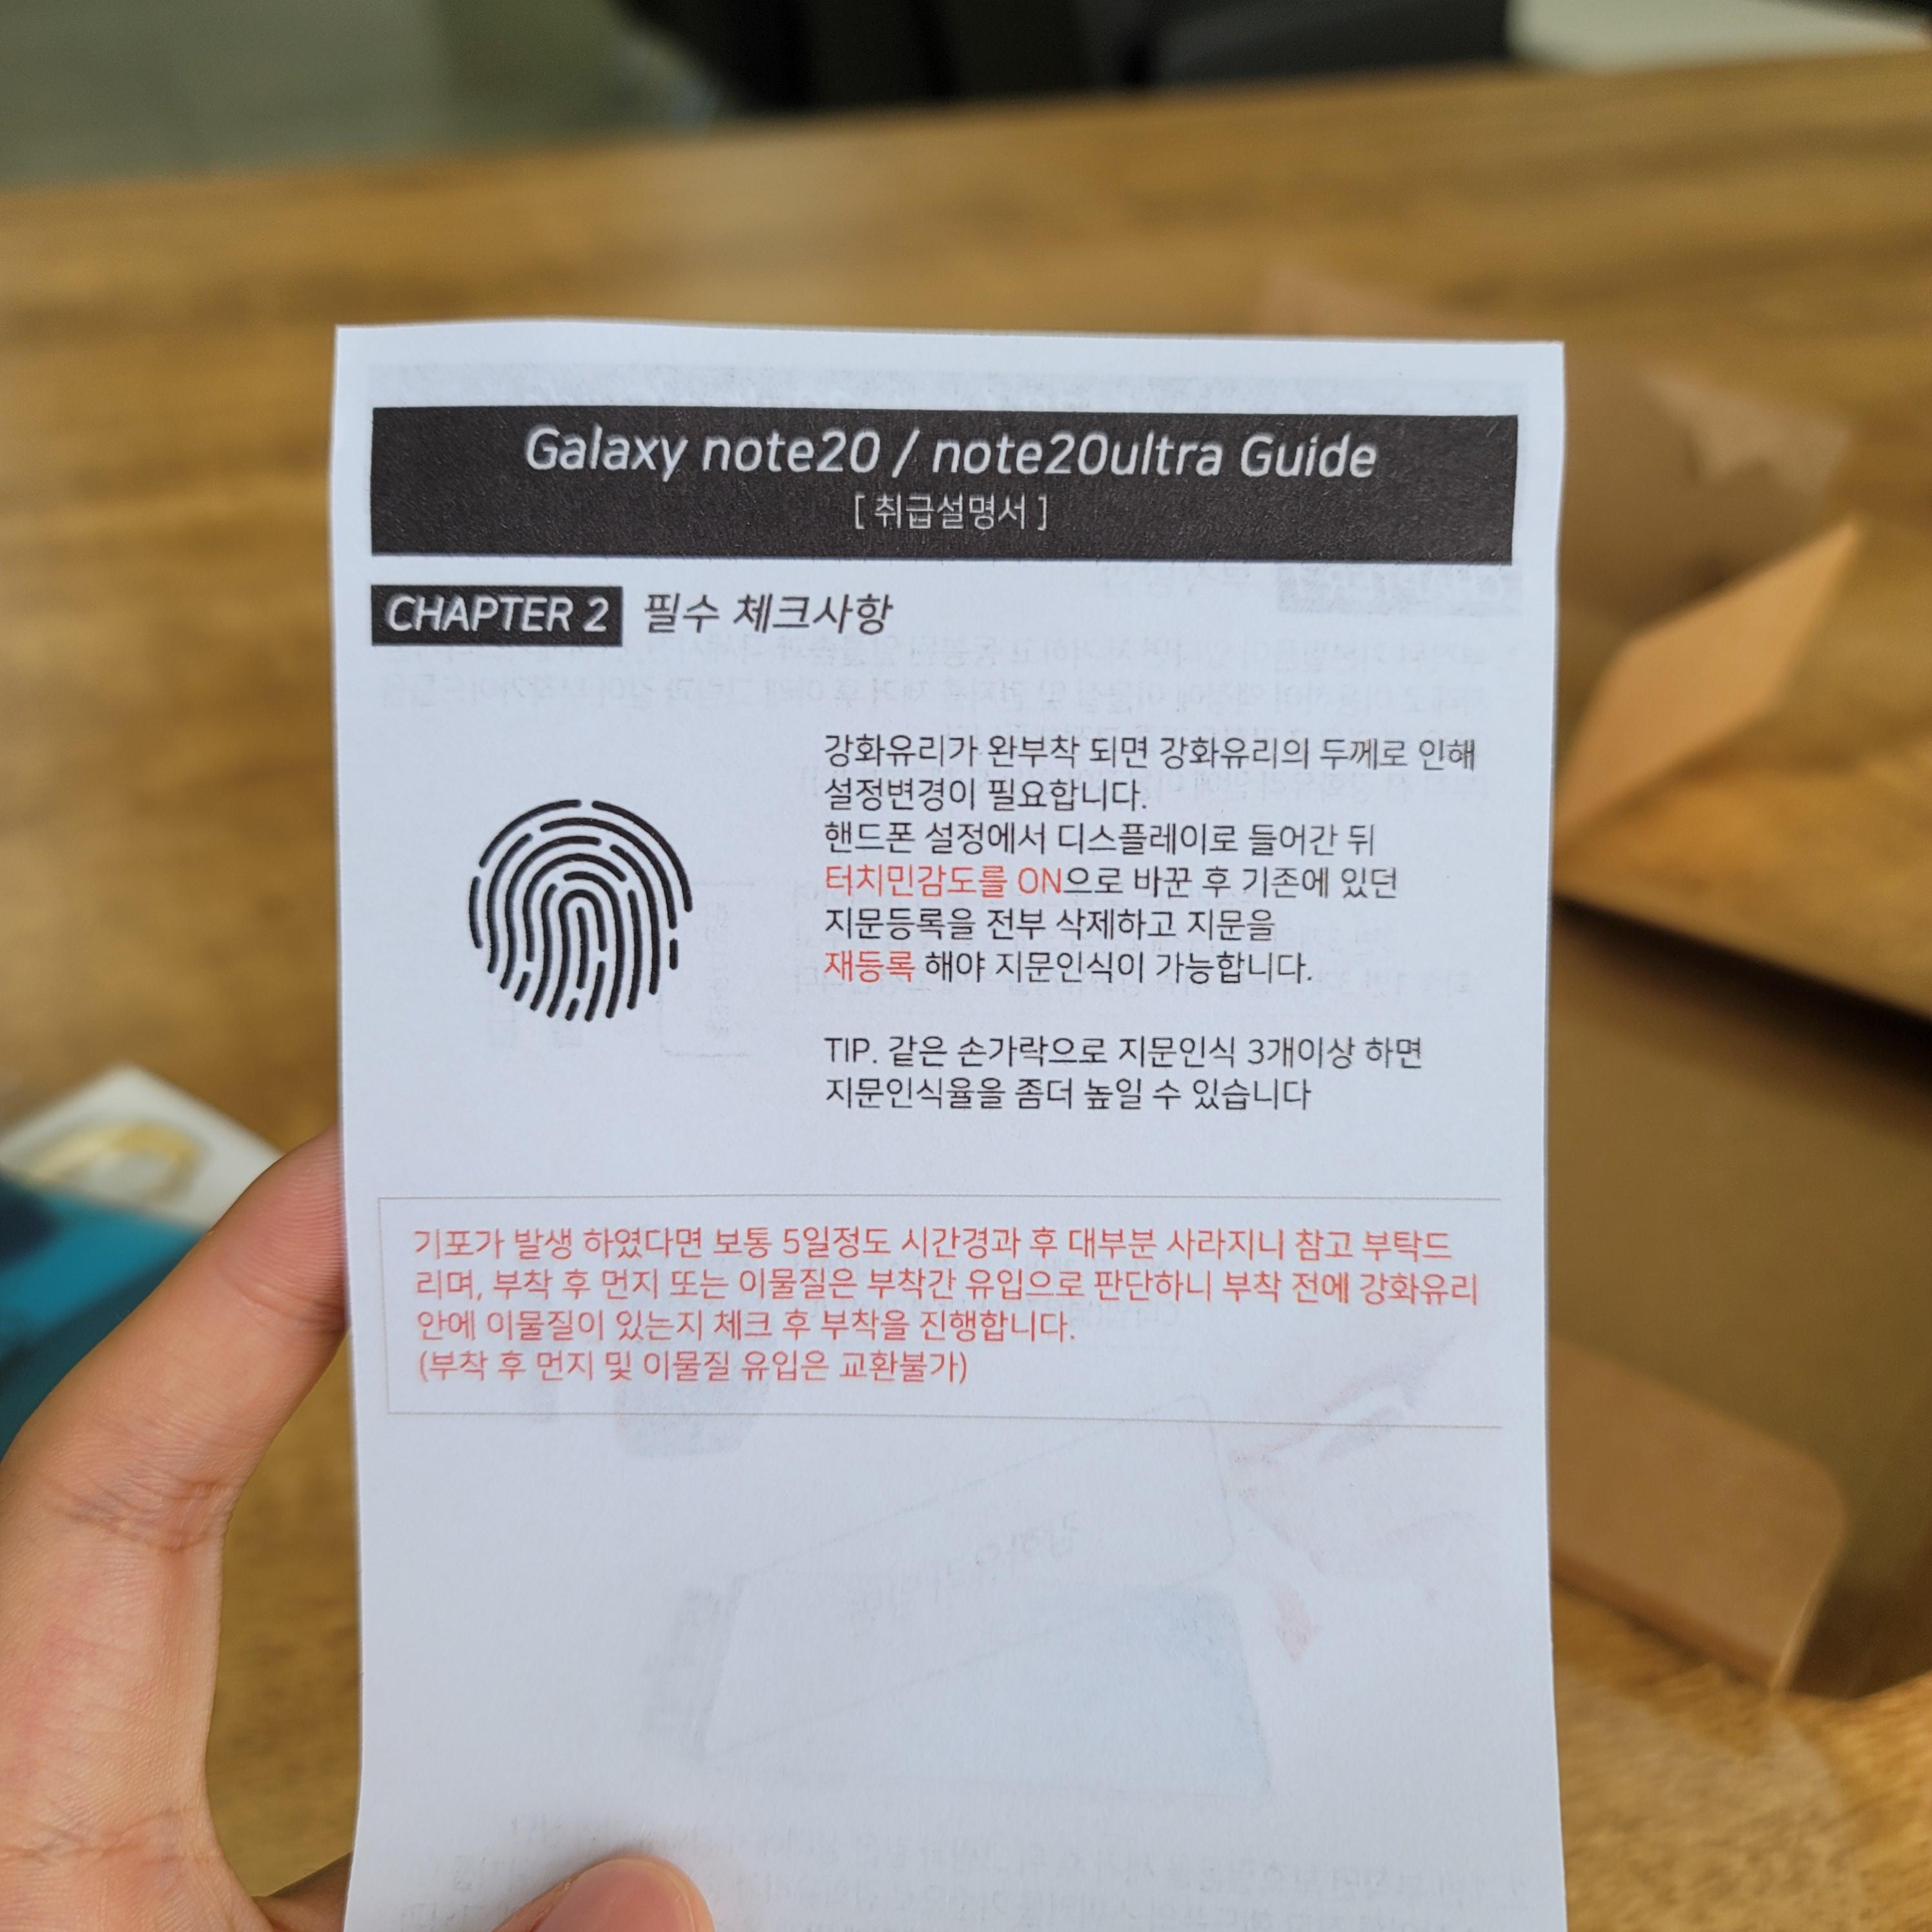 Galaxy note20 / note20ultra Guide
[ 취급설명서 ]
CHAPTER 2 필수 체크사항
강화유리가 완부착 되면 강화유리의 두께로 인해
설정변경이 필요합니다.
핸드폰 설정에서 디스플레이로 들어간 뒤
터치민감도를 ON으로 바꾼 후 기존에 있던
지문등록을 전부 삭제하고 지문을
재등록 해야 지문인식이 가능합니다.
TIP. 같은 손가락으로 지문인식 3개이상 하면
지문인식율을 좀더 높일 수 있습니다
기포가 발생 하였다면 보통 5일정도 시간경과 후 대부분 사라지니 참고 부탁드
리며, 부착 후 먼지 또는 이물질은 부착간 유입으로 판단하니 부착 전에 강화유리
안에 이물질이 있는지 체크 후 부착을 진행합니다.
(부착 후 먼지 및 이물질 유입은 교환불가)